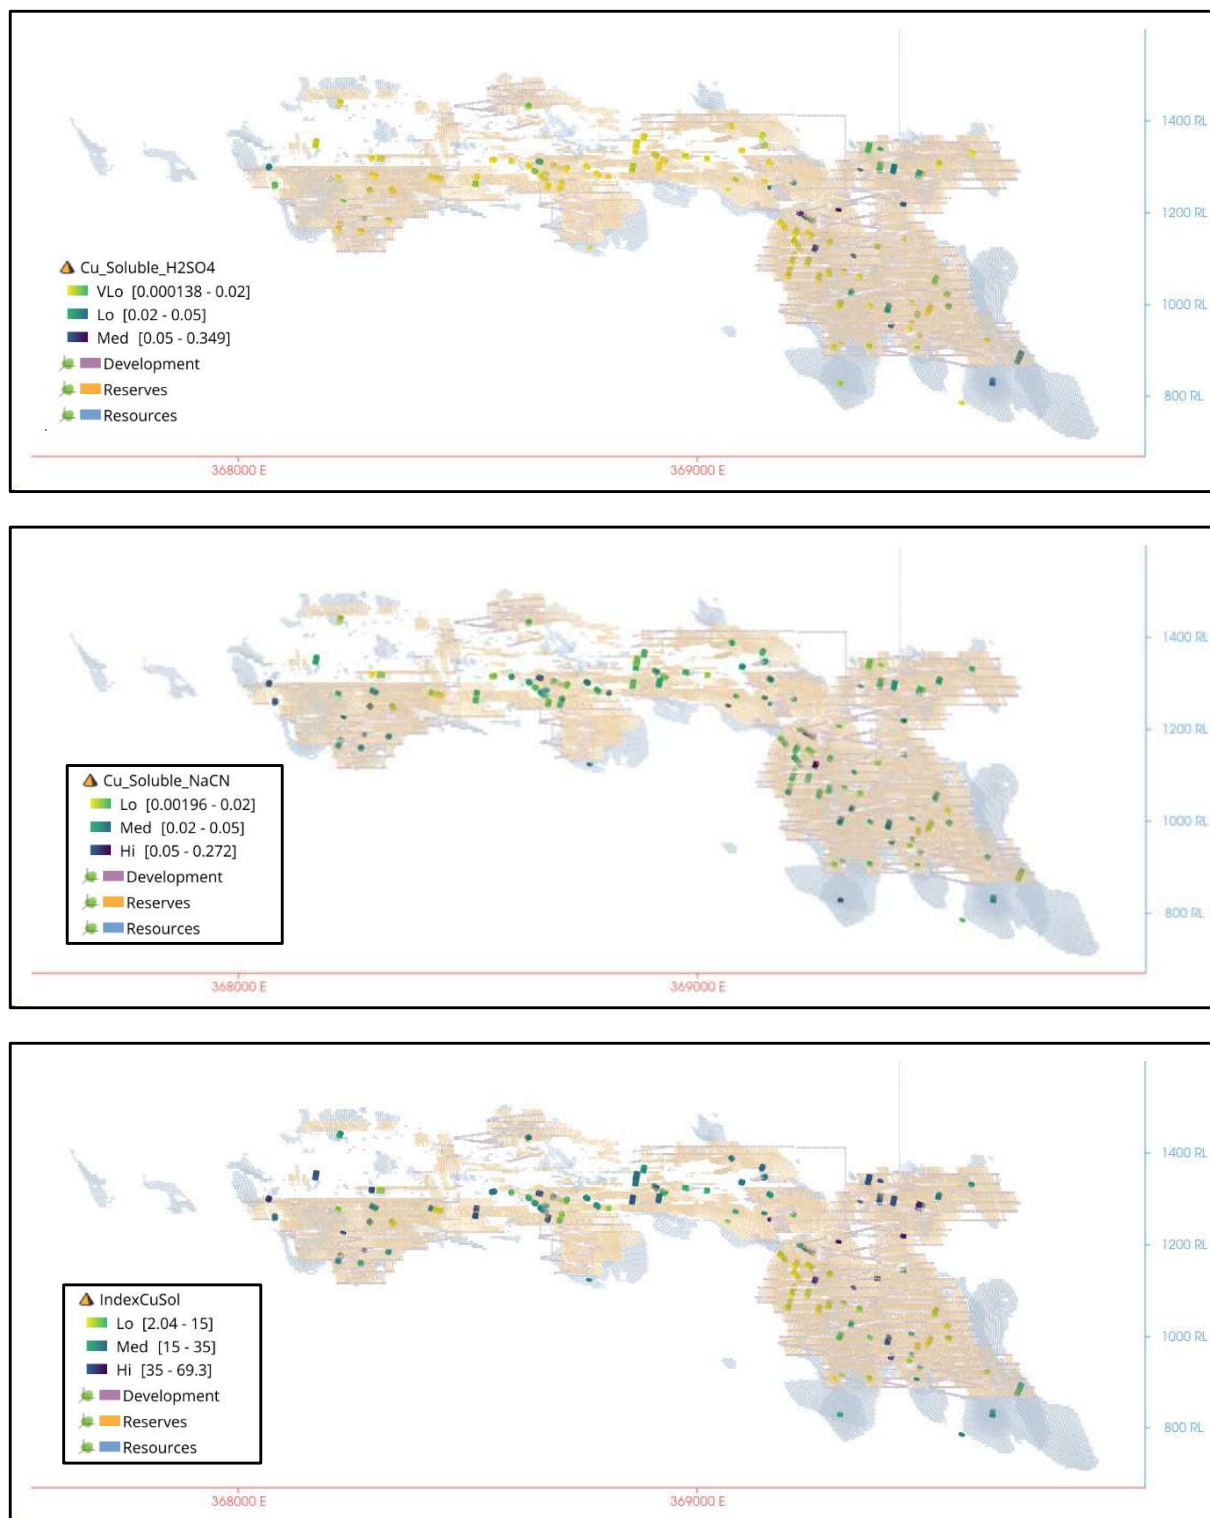 1400 RL
1200 RL
Cu_Soluble_H2SO4
VLo [0.000138 - 0.02]
Lo [0.02 - 0.05]
Med [0.05 - 0.349]
Development
Reserves
Resources
1000 RL
800 RL
368000 E
369000 E
1400 RL
1200 RL
Cu_Soluble_NaCN
Lo [0.00196 - 0.02]
Med [0.02 - 0.05]
Hi [0.05 - 0.272]
Development
Reserves
Resources
1000 RL
800 RL
368000 E
369000 E
1400 RL
1200 RL
IndexCuSol
Lo [2.04 - 15]
Med [15 - 35]
Hi [35 - 69.3]
Development
Reserves
Resources
1000 RL
800 RL
368000 E
369000 E